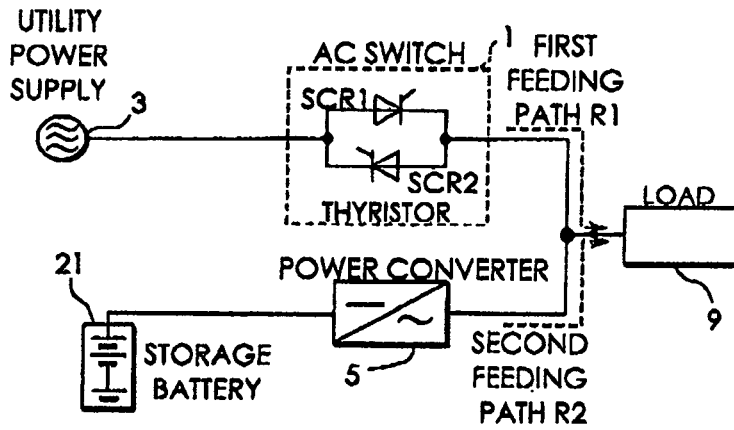 UTILITY
POWER
SUPPLY
3
AC SWITCH
1
SCR1
SCR2
THYRISTOR
FIRST
FEEDING
PATH R1
LOAD
9
21
STORAGE
BATTERY
POWER CONVERTER
5
SECOND
FEEDING
PATH R2